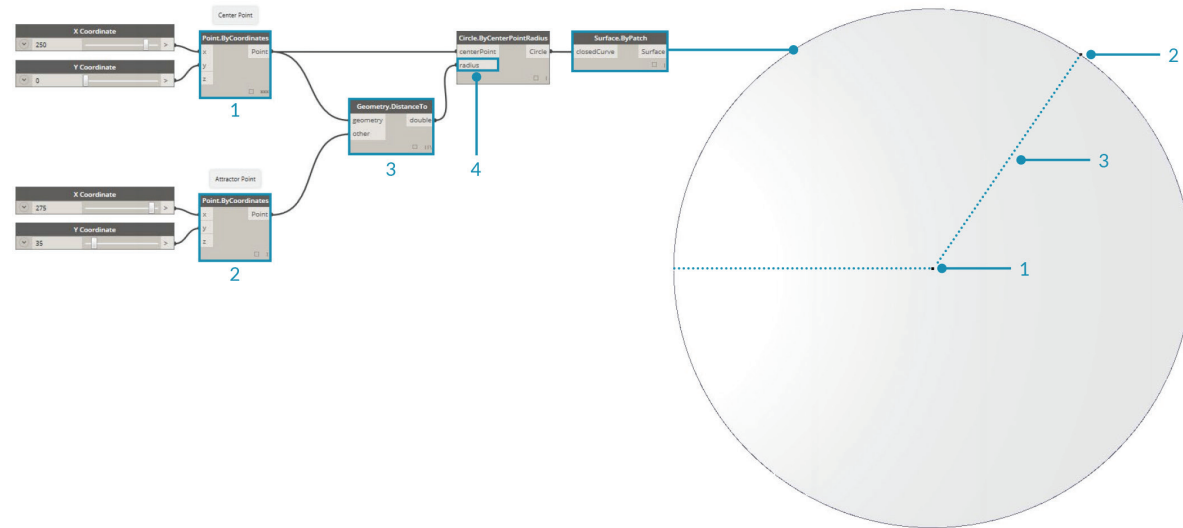 Center Point
X Coordinate
250 >
Y Coordinate
0 >
Point.ByCoordinates
x Point
y
z
1
Circle.ByCenterPointRadius
centerPoint Circle
radius
4
Surface.ByPatch
closedCurve Surface
Geometry.DistanceTo
geometry double
other
3
Attractor Point
X Coordinate
275 >
Y Coordinate
35 >
Point.ByCoordinates
x Point
y
z
2
2
3
1